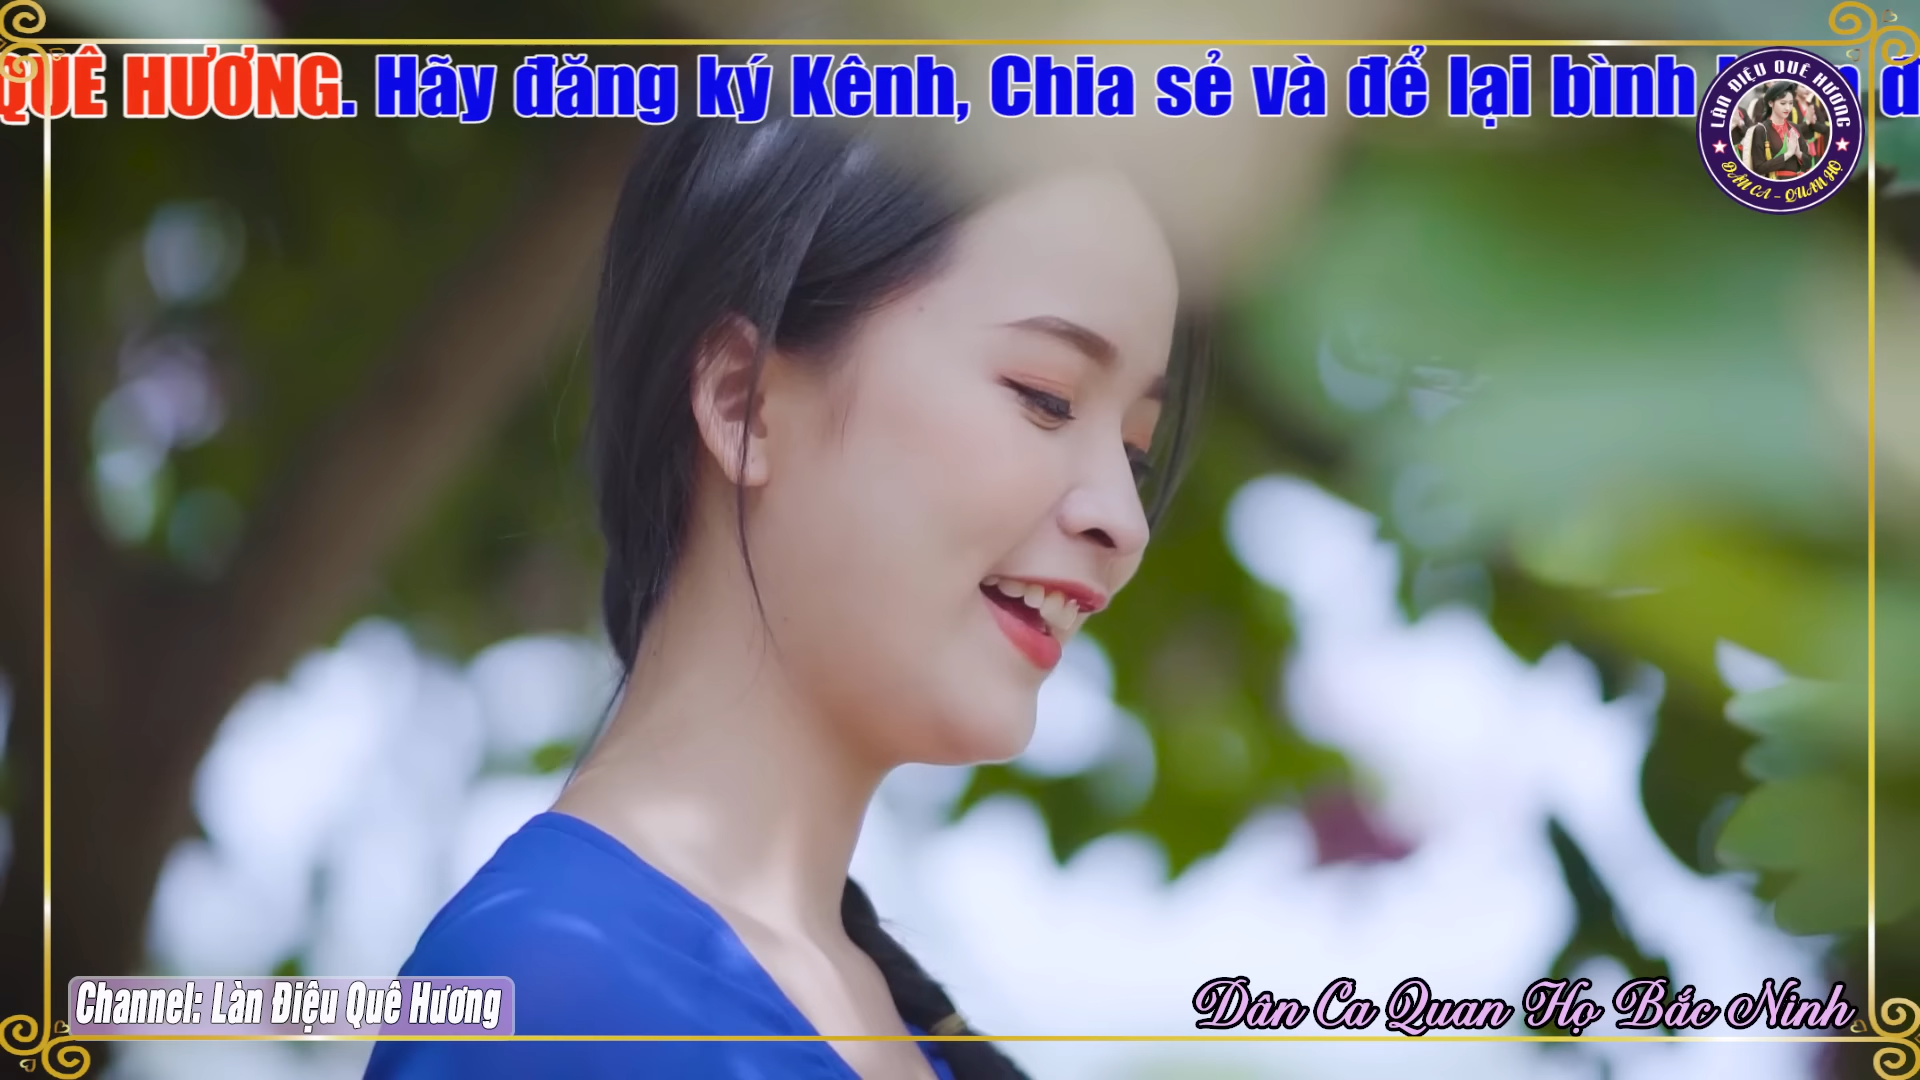 QUÊ HƯƠNG. Hãy đăng ký Kênh, Chia sẻ và để lại bình
LÀN ĐIỆU QUÊ HƯƠNG
DÂN CA - QUAN HỌ
Channel: Làn Điệu Quê Hương
Dân Ca Quan Họ Bắc Ninh